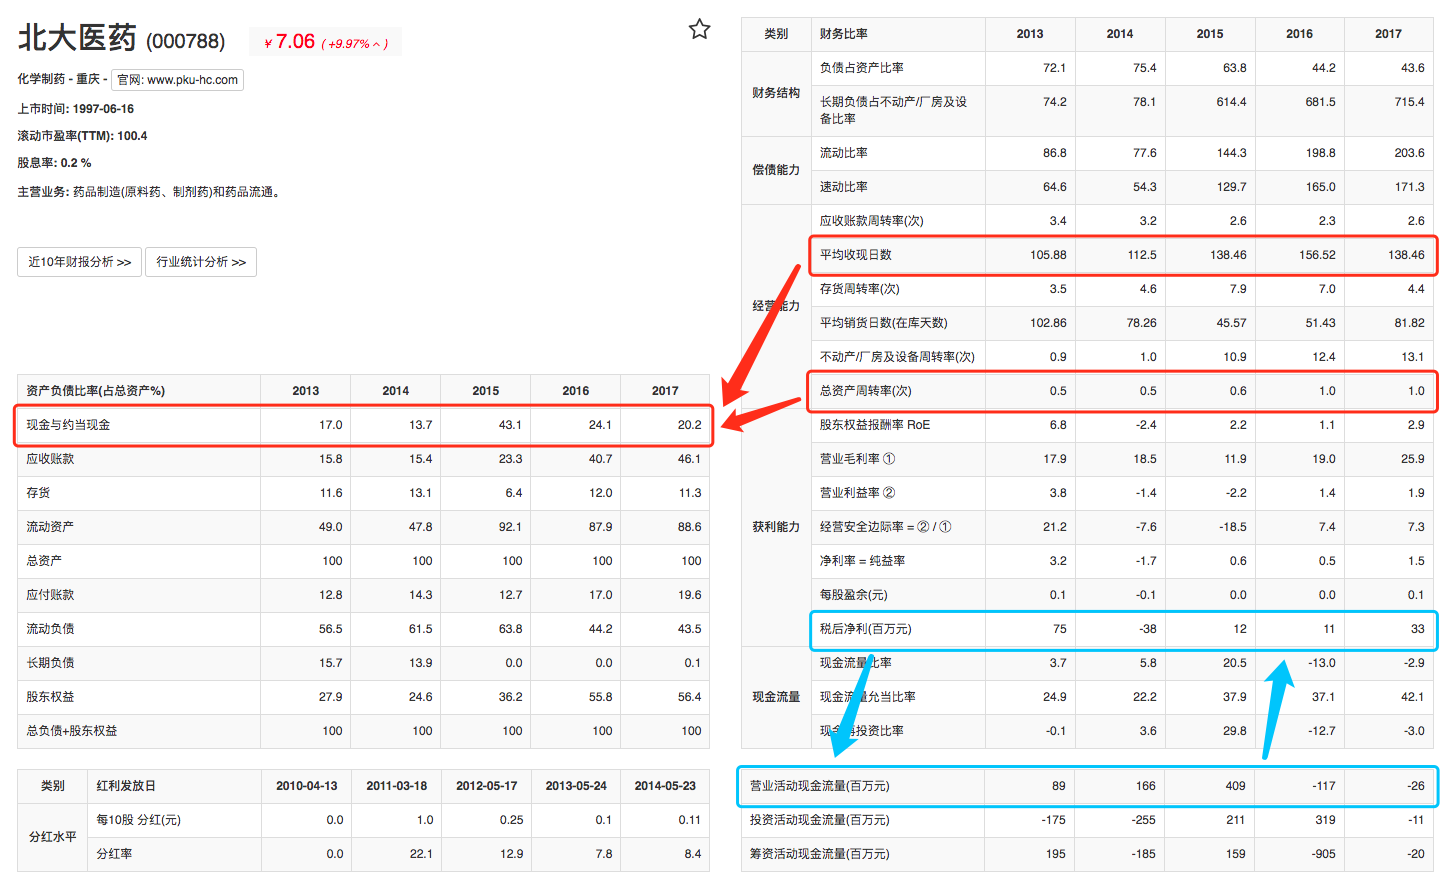 北大医药 (000788) ￥7.06 ( +9.97% ︿ )
化学制药 - 重庆 - 官网: www.pku-hc.com
上市时间: 1997-06-16
滚动市盈率(TTM): 100.4
股息率: 0.2 %
主营业务: 药品制造(原料药、制剂药)和药品流通。
近10年财报分析 >> 行业统计分析 >>
资产负债比率(占总资产%) 2013 2014 2015 2016 2017
现金与约当现金 17.0 13.7 43.1 24.1 20.2
应收账款 15.8 15.4 23.3 40.7 46.1
存货 11.6 13.1 6.4 12.0 11.3
流动资产 49.0 47.8 92.1 87.9 88.6
总资产 100 100 100 100 100
应付账款 12.8 14.3 12.7 17.0 19.6
流动负债 56.5 61.5 63.8 44.2 43.5
长期负债 15.7 13.9 0.0 0.0 0.1
股东权益 27.9 24.6 36.2 55.8 56.4
总负债+股东权益 100 100 100 100 100
类别 红利发放日 2010-04-13 2011-03-18 2012-05-17 2013-05-24 2014-05-23
分红水平
每10股 分红(元) 0.0 1.0 0.25 0.1 0.11
分红率 0.0 22.1 12.9 7.8 8.4
类别 财务比率 2013 2014 2015 2016 2017
财务结构
负债占资产比率 72.1 75.4 63.8 44.2 43.6
长期负债占不动产/厂房及设
备比率 74.2 78.1 614.4 681.5 715.4
偿债能力
流动比率 86.8 77.6 144.3 198.8 203.6
速动比率 64.6 54.3 129.7 165.0 171.3
经营能力
应收账款周转率(次) 3.4 3.2 2.6 2.3 2.6
平均收现日数 105.88 112.5 138.46 156.52 138.46
存货周转率(次) 3.5 4.6 7.9 7.0 4.4
平均销货日数(在库天数) 102.86 78.26 45.57 51.43 81.82
不动产/厂房及设备周转率(次) 0.9 1.0 10.9 12.4 13.1
总资产周转率(次) 0.5 0.5 0.6 1.0 1.0
获利能力
股东权益报酬率 RoE 6.8 -2.4 2.2 1.1 2.9
营业毛利率 ① 17.9 18.5 11.9 19.0 25.9
营业利益率 ② 3.8 -1.4 -2.2 1.4 1.9
经营安全边际率 = ② / ① 21.2 -7.6 -18.5 7.4 7.3
净利率 = 纯益率 3.2 -1.7 0.6 0.5 1.5
每股盈余(元) 0.1 -0.1 0.0 0.0 0.1
税后净利(百万元) 75 -38 12 11 33
现金流量
现金流量比率 3.7 5.8 20.5 -13.0 -2.9
现金流量允当比率 24.9 22.2 37.9 37.1 42.1
现金再投资比率 -0.1 3.6 29.8 -12.7 -3.0
营业活动现金流量(百万元) 89 166 409 -117 -26
投资活动现金流量(百万元) -175 -255 211 319 -11
筹资活动现金流量(百万元) 195 -185 159 -905 -20